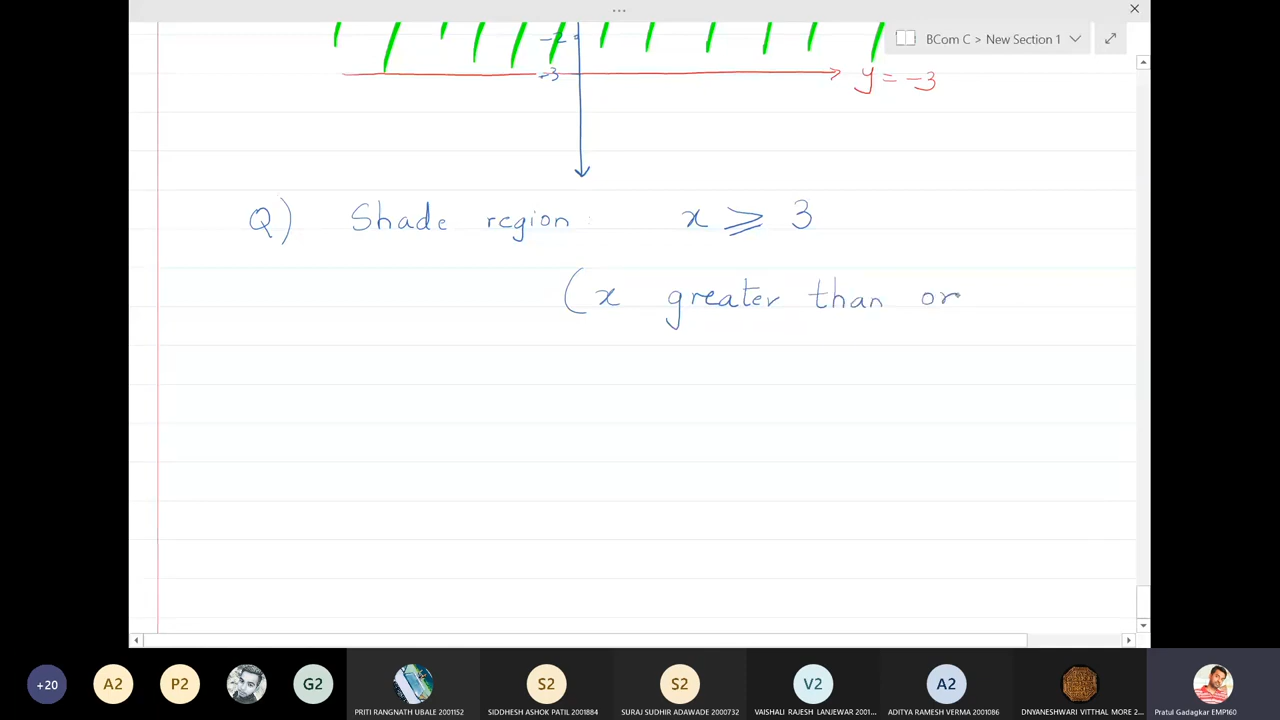 ...
BCom C > New Section 1
-2
-3
y = -3
Q) Shade region: x ⩾ 3
(x greater than or
+20
A2
P2
G2
S2
S2
V2
A2
PRITI RANGNATH UBALE 2001152
SIDDHESH ASHOK PATIL 2001884
SURAJ SUDHIR ADAWADE 2000732
VAISHALI RAJESH LANJEWAR 2001...
ADITYA RAMESH VERMA 2001086
DNYANESHWARI VITTHAL MORE 2...
Pratul Gadagkar EMP160